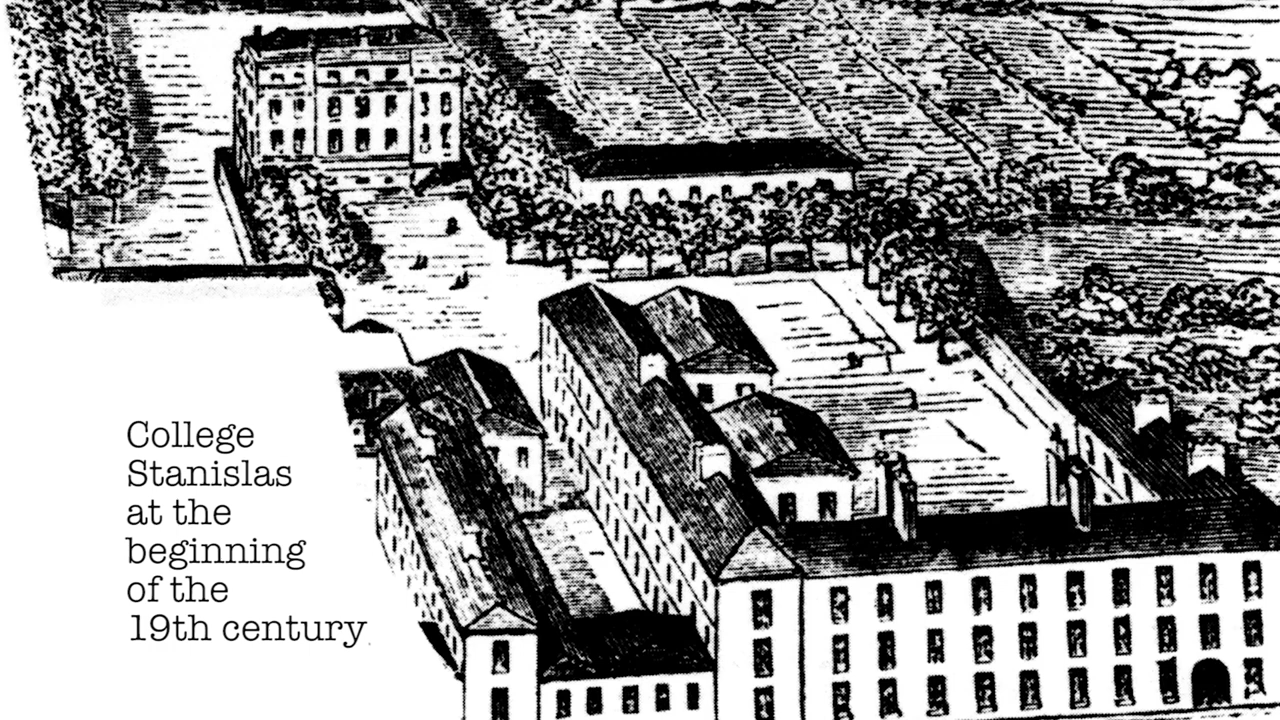 College
Stanislas
at the
beginning
of the
19th century